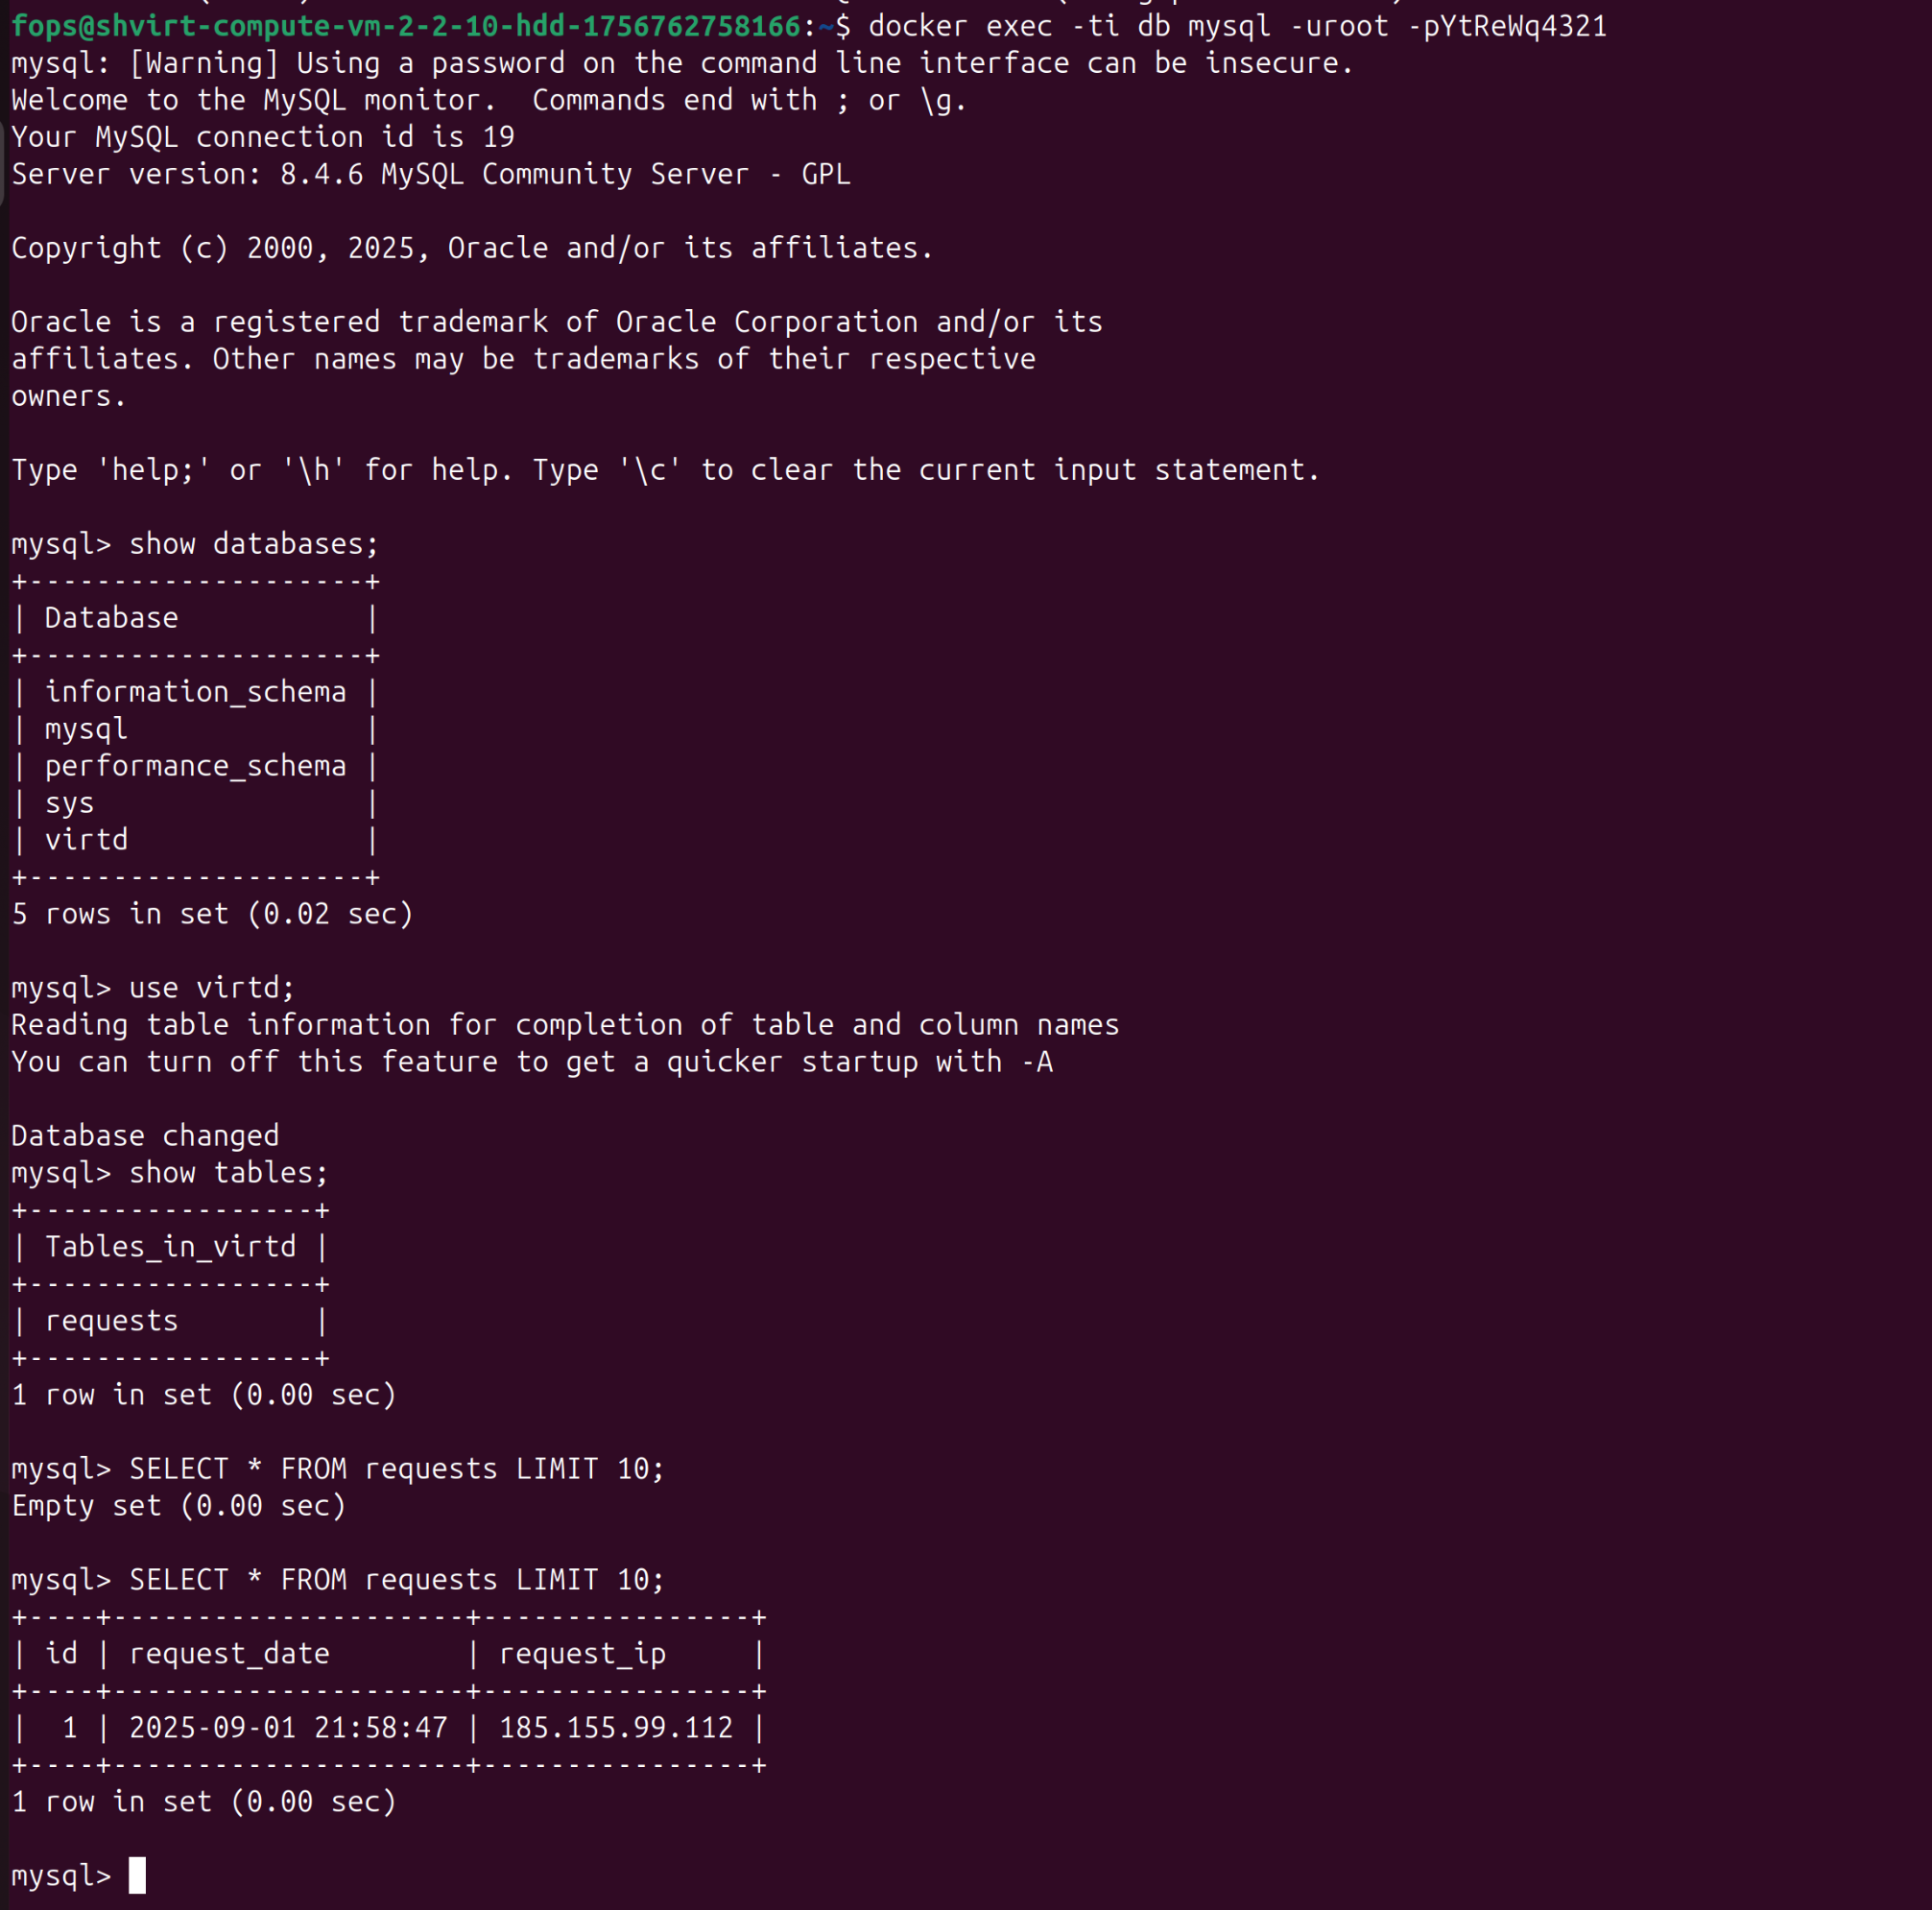 fops@shvirt-compute-vm-2-2-10-hdd-1756762758166:~$ docker exec -ti db mysql -uroot -pYtReWq4321
mysql: [Warning] Using a password on the command line interface can be insecure.
Welcome to the MySQL monitor.  Commands end with ; or \g.
Your MySQL connection id is 19
Server version: 8.4.6 MySQL Community Server - GPL

Copyright (c) 2000, 2025, Oracle and/or its affiliates.

Oracle is a registered trademark of Oracle Corporation and/or its
affiliates. Other names may be trademarks of their respective
owners.

Type 'help;' or '\h' for help. Type '\c' to clear the current input statement.

mysql> show databases;
+--------------------+
| Database           |
+--------------------+
| information_schema |
| mysql              |
| performance_schema |
| sys                |
| virtd              |
+--------------------+
5 rows in set (0.02 sec)

mysql> use virtd;
Reading table information for completion of table and column names
You can turn off this feature to get a quicker startup with -A

Database changed
mysql> show tables;
+-----------------+
| Tables_in_virtd |
+-----------------+
| requests        |
+-----------------+
1 row in set (0.00 sec)

mysql> SELECT * FROM requests LIMIT 10;
Empty set (0.00 sec)

mysql> SELECT * FROM requests LIMIT 10;
+----+---------------------+----------------+
| id | request_date        | request_ip     |
+----+---------------------+----------------+
|  1 | 2025-09-01 21:58:47 | 185.155.99.112 |
+----+---------------------+----------------+
1 row in set (0.00 sec)

mysql>